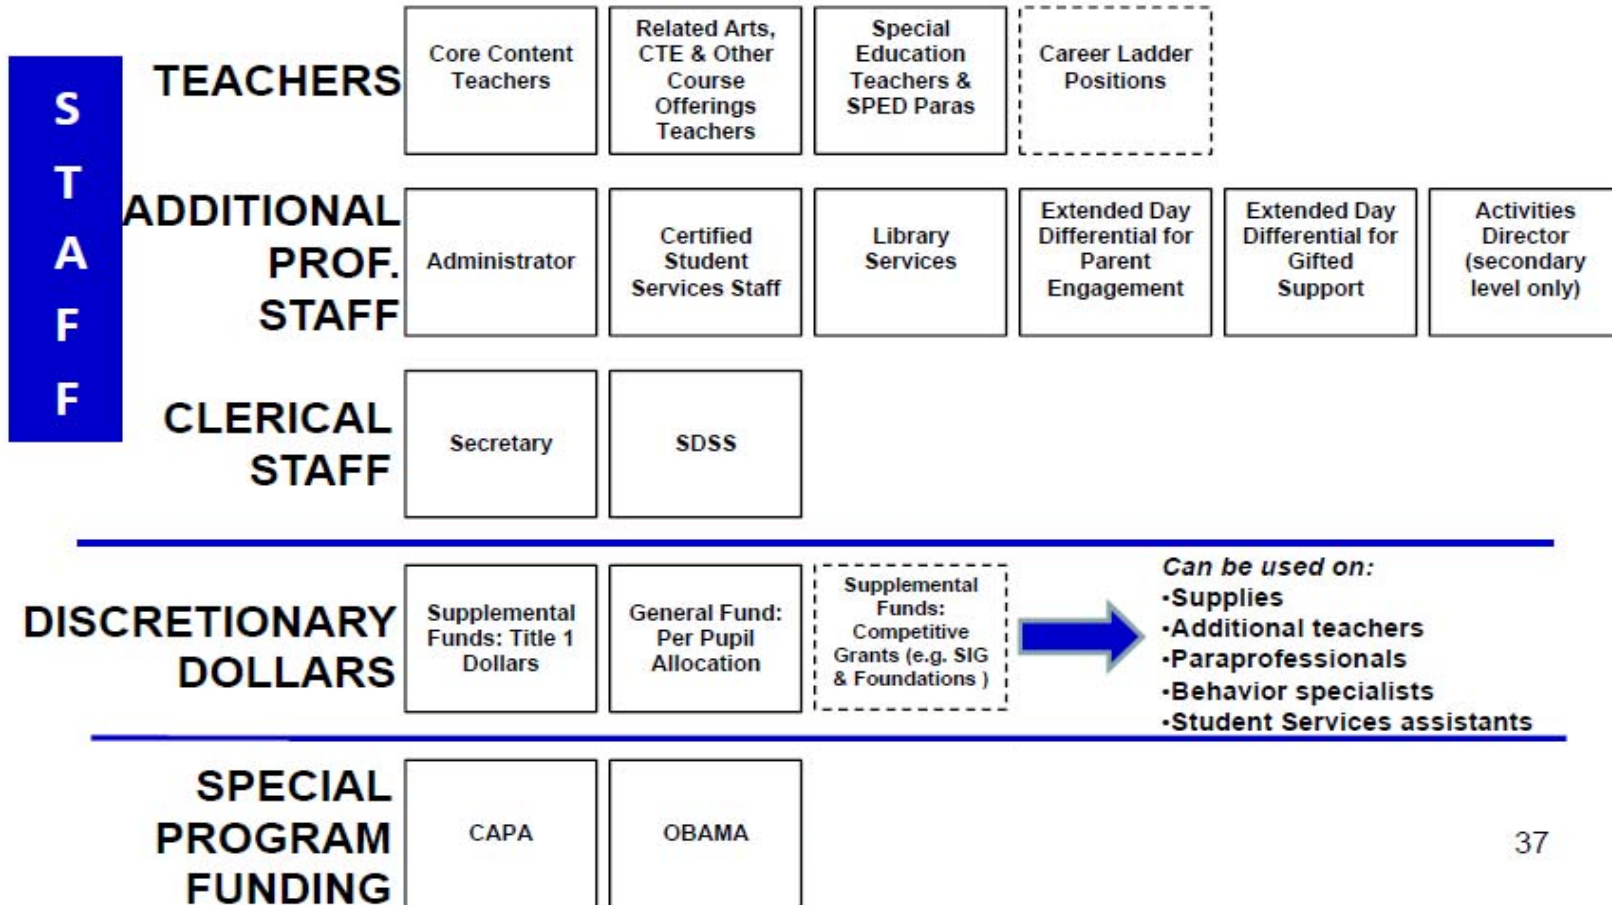 STAFF
TEACHERS
Core Content
Teachers
Related Arts,
CTE & Other
Course
Offerings
Teachers
Special
Education
Teachers &
SPED Paras
Career Ladder
Positions
ADDITIONAL
PROF.
STAFF
Administrator
Certified
Student
Services Staff
Library
Services
Extended Day
Differential for
Parent
Engagement
Extended Day
Differential for
Gifted
Support
Activities
Director
(secondary
level only)
CLERICAL
STAFF
Secretary
SDSS
DISCRETIONARY
DOLLARS
Supplemental
Funds: Title 1
Dollars
General Fund:
Per Pupil
Allocation
Supplemental
Funds:
Competitive
Grants (e.g. SIG
& Foundations )
Can be used on:
•Supplies
•Additional teachers
•Paraprofessionals
•Behavior specialists
•Student Services assistants
SPECIAL
PROGRAM
FUNDING
CAPA
OBAMA
37